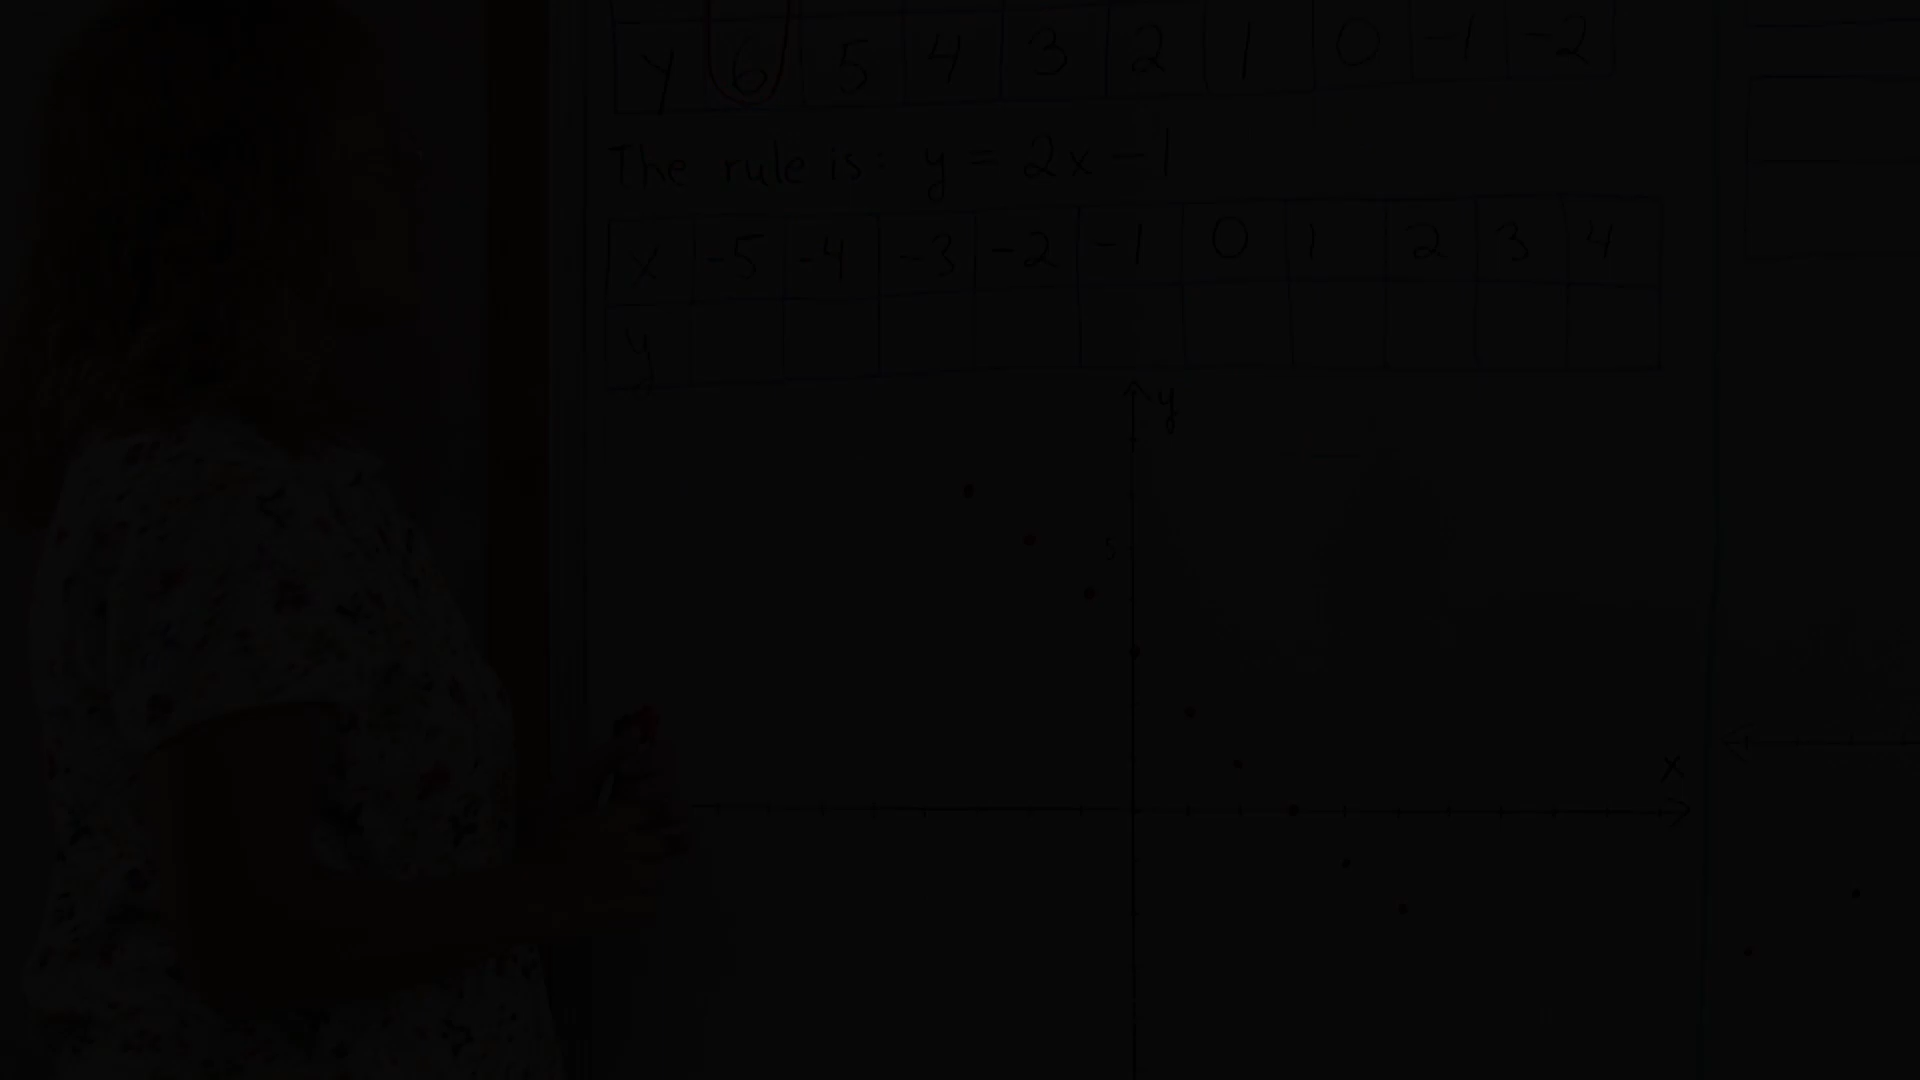 y 6 5 4 3 2 1 0 -1 -2
The rule is: y = 2x - 1
x -5 -4 -3 -2 -1 0 1 2 3 4
y
y
5
x